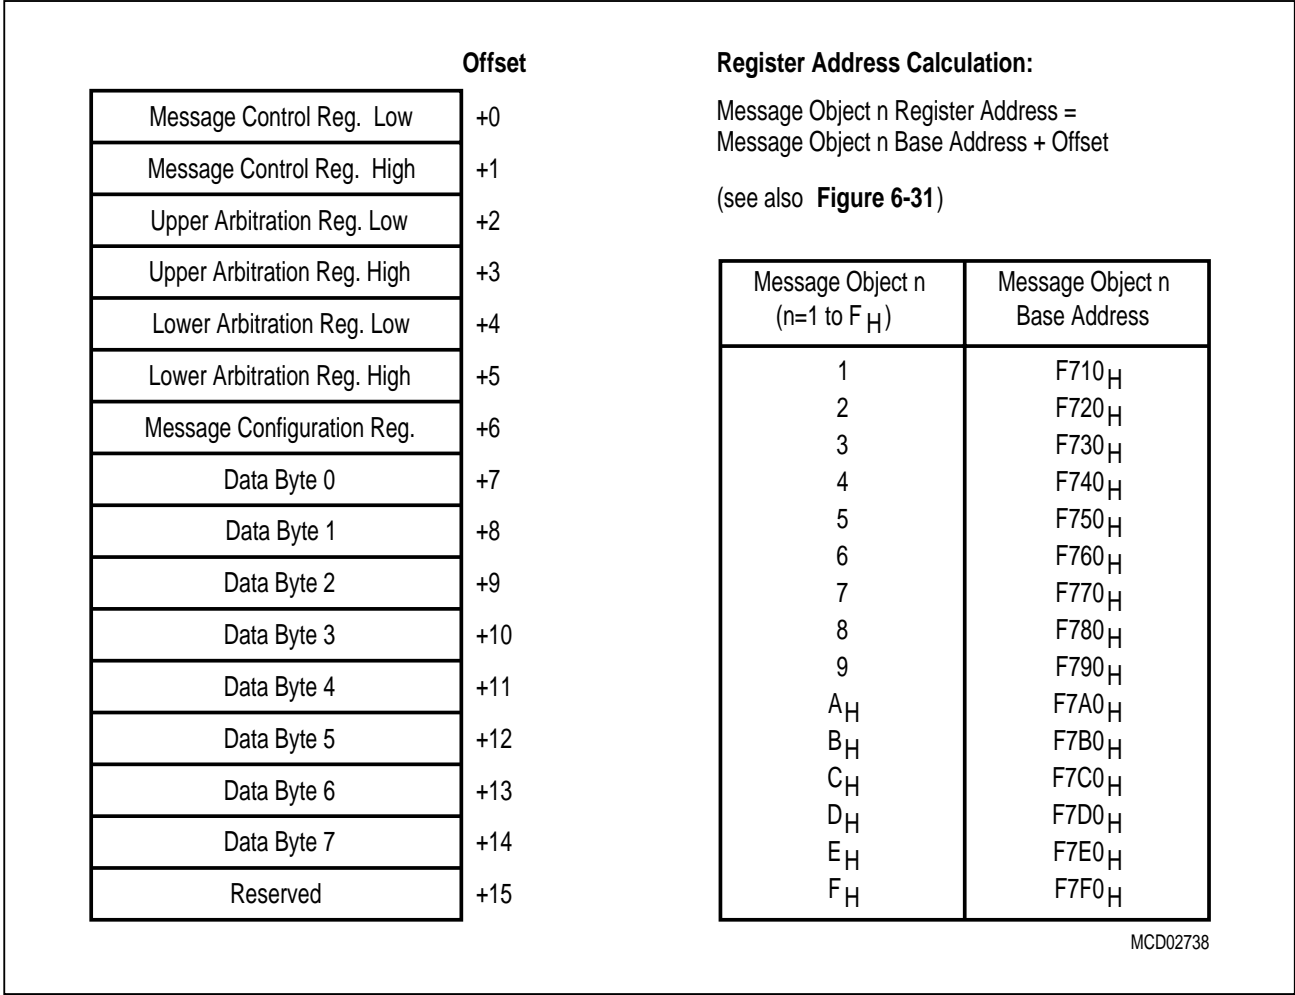 Offset
Message Control Reg. Low +0
Message Control Reg. High +1
Upper Arbitration Reg. Low +2
Upper Arbitration Reg. High +3
Lower Arbitration Reg. Low +4
Lower Arbitration Reg. High +5
Message Configuration Reg. +6
Data Byte 0 +7
Data Byte 1 +8
Data Byte 2 +9
Data Byte 3 +10
Data Byte 4 +11
Data Byte 5 +12
Data Byte 6 +13
Data Byte 7 +14
Reserved +15
Register Address Calculation:
Message Object n Register Address =
Message Object n Base Address + Offset
(see also Figure 6-31)
Message Object n
(n=1 to F H)
Message Object n
Base Address
1 F710H
2 F720H
3 F730H
4 F740H
5 F750H
6 F760H
7 F770H
8 F780H
9 F790H
AH F7A0H
BH F7B0H
CH F7C0H
DH F7D0H
EH F7E0H
FH F7F0H
MCD02738